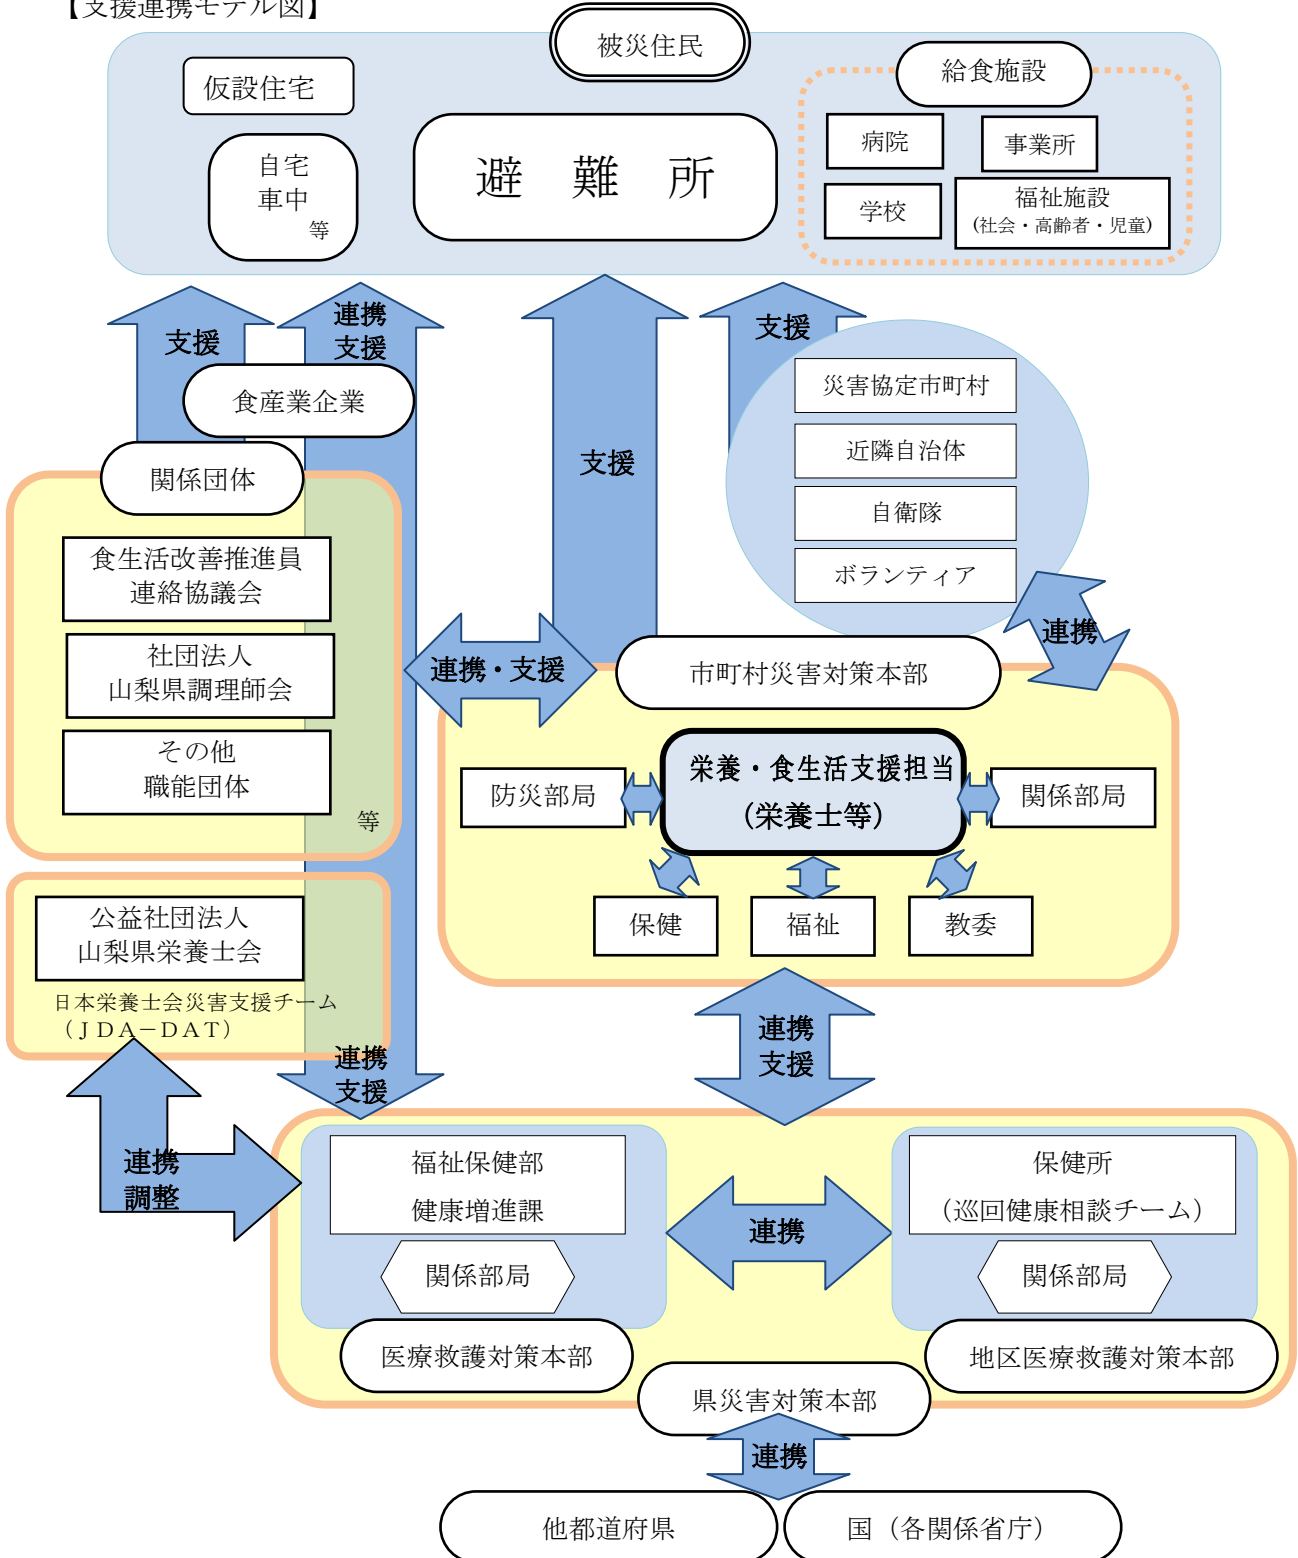 【支援連携モデル図】
被災住民
仮設住宅
自宅
車中
等
避 難 所
給食施設
病院
事業所
学校
福祉施設
(社会・高齢者・児童)
支援
連携
支援
支援
支援
食産業企業
関係団体
食生活改善推進員
連絡協議会
社団法人
山梨県調理師会
その他
職能団体
等
災害協定市町村
近隣自治体
自衛隊
ボランティア
連携
連携・支援
市町村災害対策本部
栄養・食生活支援担当
(栄養士等)
防災部局
関係部局
保健
福祉
教委
公益社団法人
山梨県栄養士会
日本栄養士会災害支援チーム
(ＪＤＡ－ＤＡＴ)
連携
支援
連携
支援
連携
調整
福祉保健部
健康増進課
関係部局
医療救護対策本部
連携
保健所
(巡回健康相談チーム)
関係部局
地区医療救護対策本部
県災害対策本部
連携
他都道府県
国（各関係省庁）